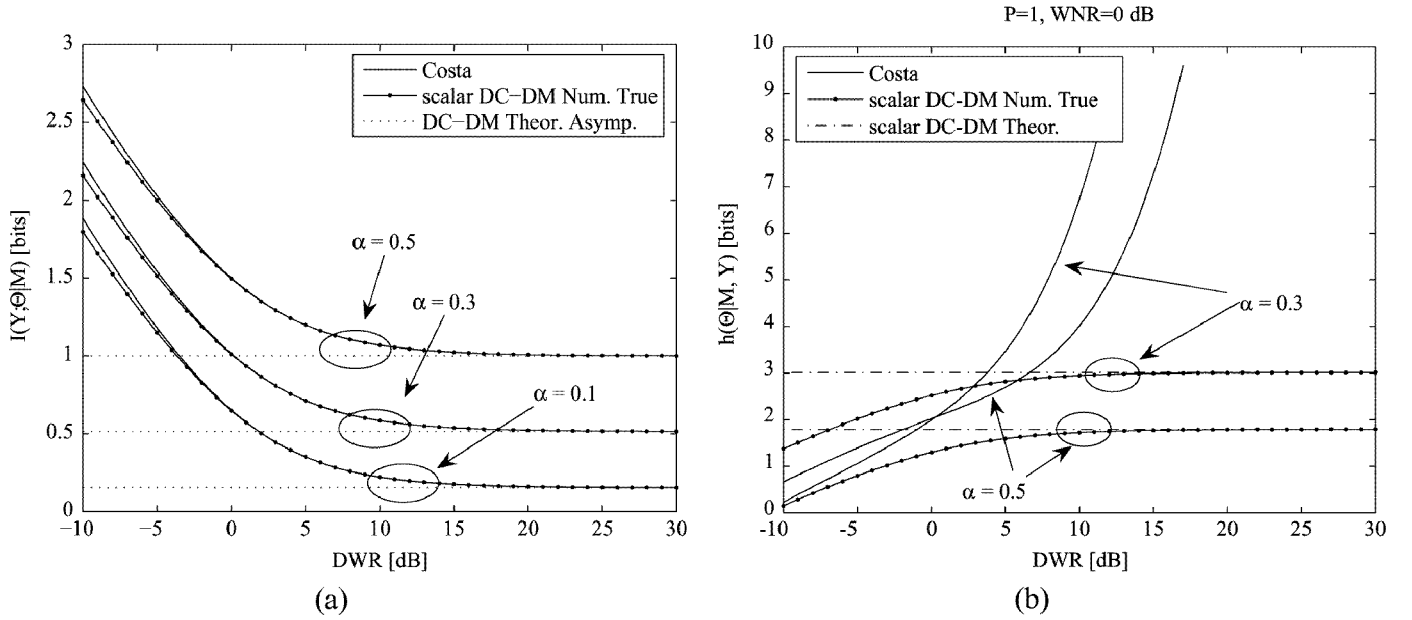 3
2.5
2
1.5
1
0.5
0
I(Y;Θ|M) [bits]
Costa
scalar DC−DM Num. True
DC−DM Theor. Asymp.
α = 0.5
α = 0.3
α = 0.1
−10 −5 0 5 10 15 20 25 30
DWR [dB]
(a)
P=1, WNR=0 dB
10
9
8
7
6
5
4
3
2
1
0
h(Θ|M, Y) [bits]
Costa
scalar DC-DM Num. True
scalar DC-DM Theor.
α = 0.3
α = 0.5
-10 -5 0 5 10 15 20 25 30
DWR [dB]
(b)